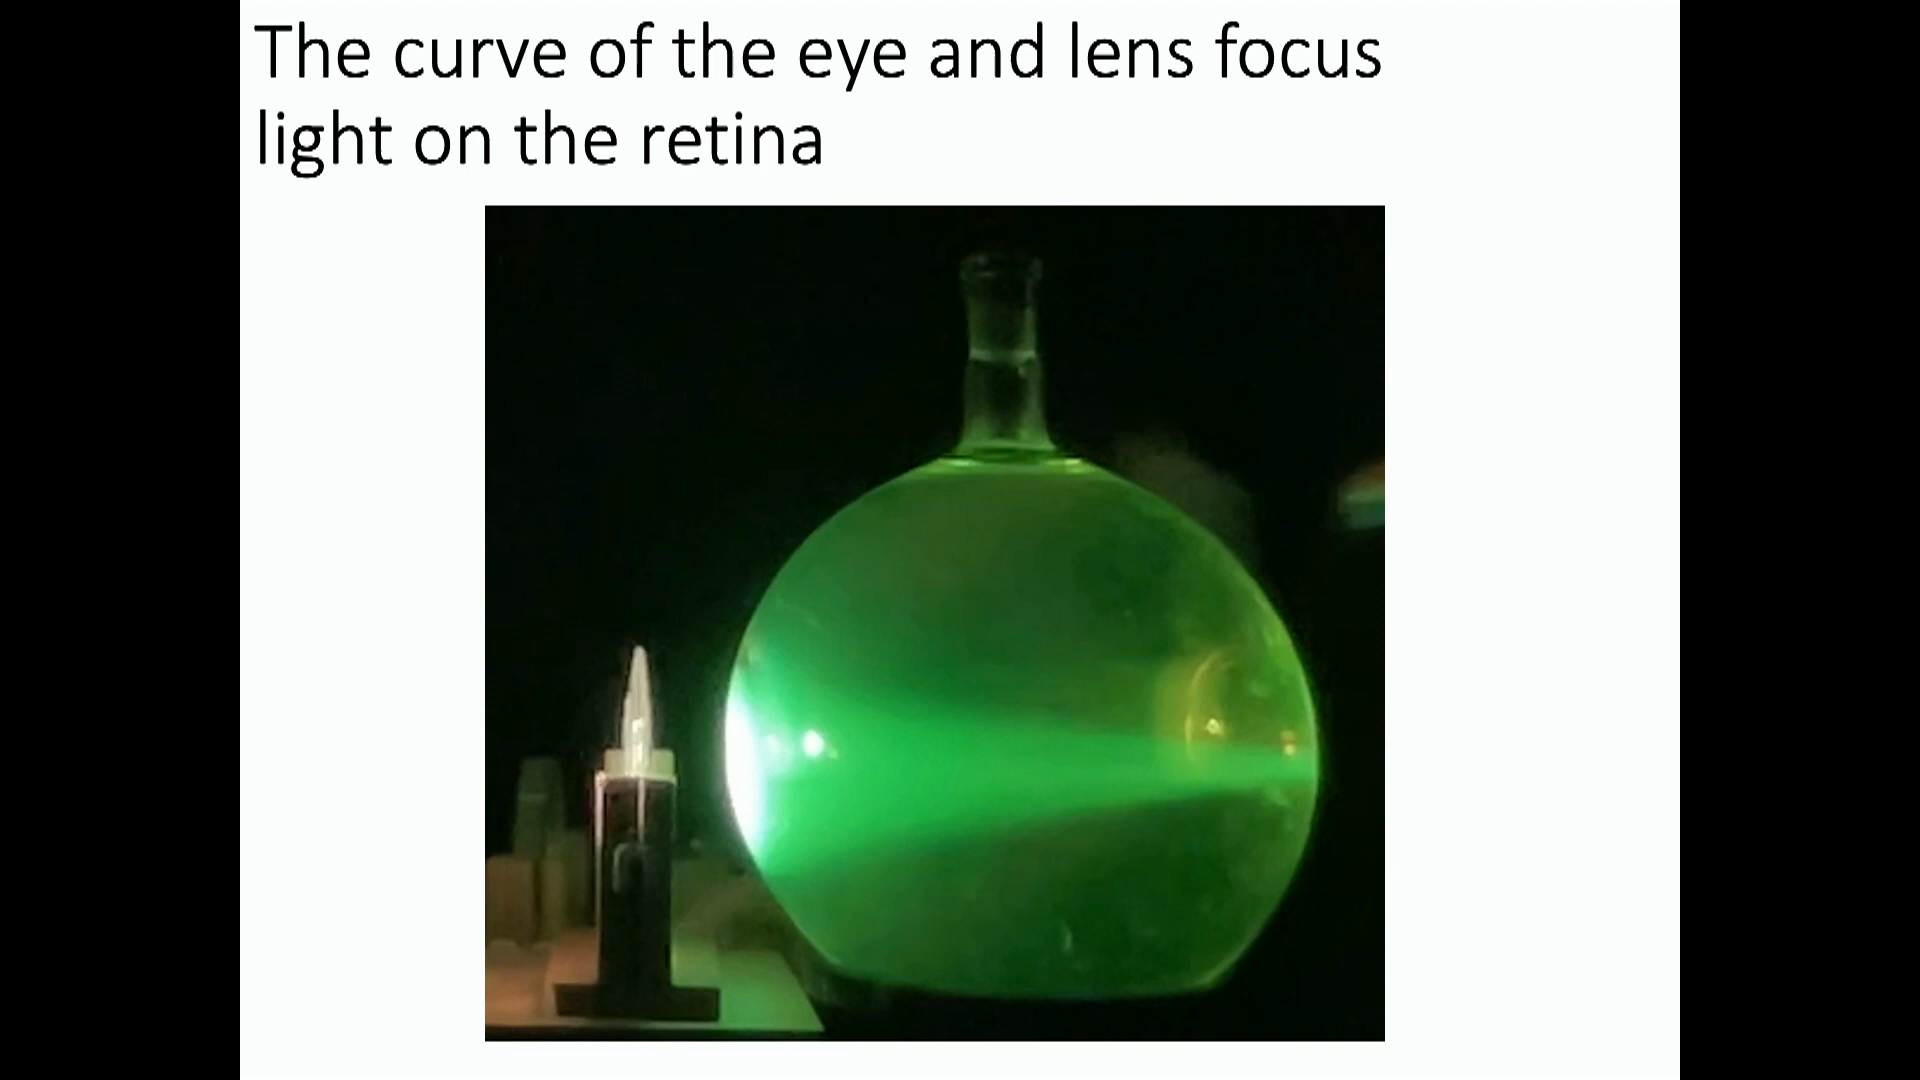 The curve of the eye and lens focus
light on the retina